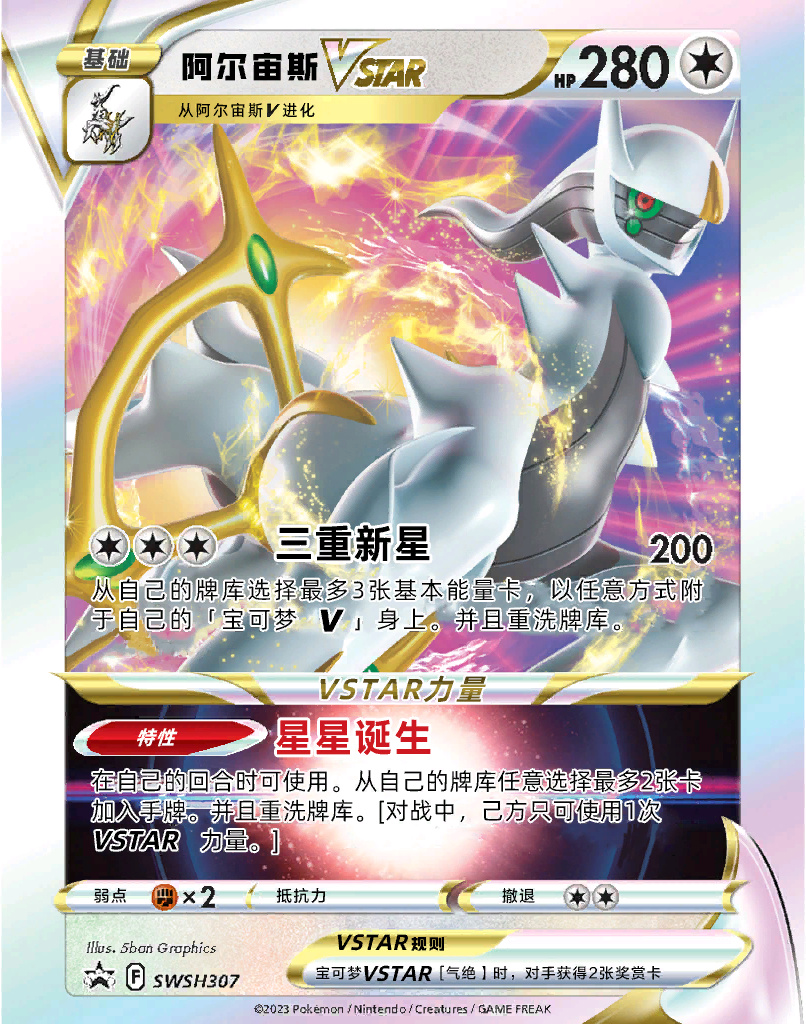 基础
阿尔宙斯VSTAR
HP280
从阿尔宙斯V进化
三重新星 200
从自己的牌库选择最多3张基本能量卡，以任意方式附
于自己的「宝可梦 V」身上。并且重洗牌库。
VSTAR力量
特性 星星诞生
在自己的回合时可使用。从自己的牌库任意选择最多2张卡
加入手牌。并且重洗牌库。[对战中，己方只可使用1次
VSTAR 力量。]
弱点 ×2 抵抗力 撤退
Illus. 5ban Graphics
VSTAR规则
F SWSH307
宝可梦VSTAR [气绝】时，对手获得2张奖赏卡
©2023 Pokémon / Nintendo / Creatures / GAME FREAK